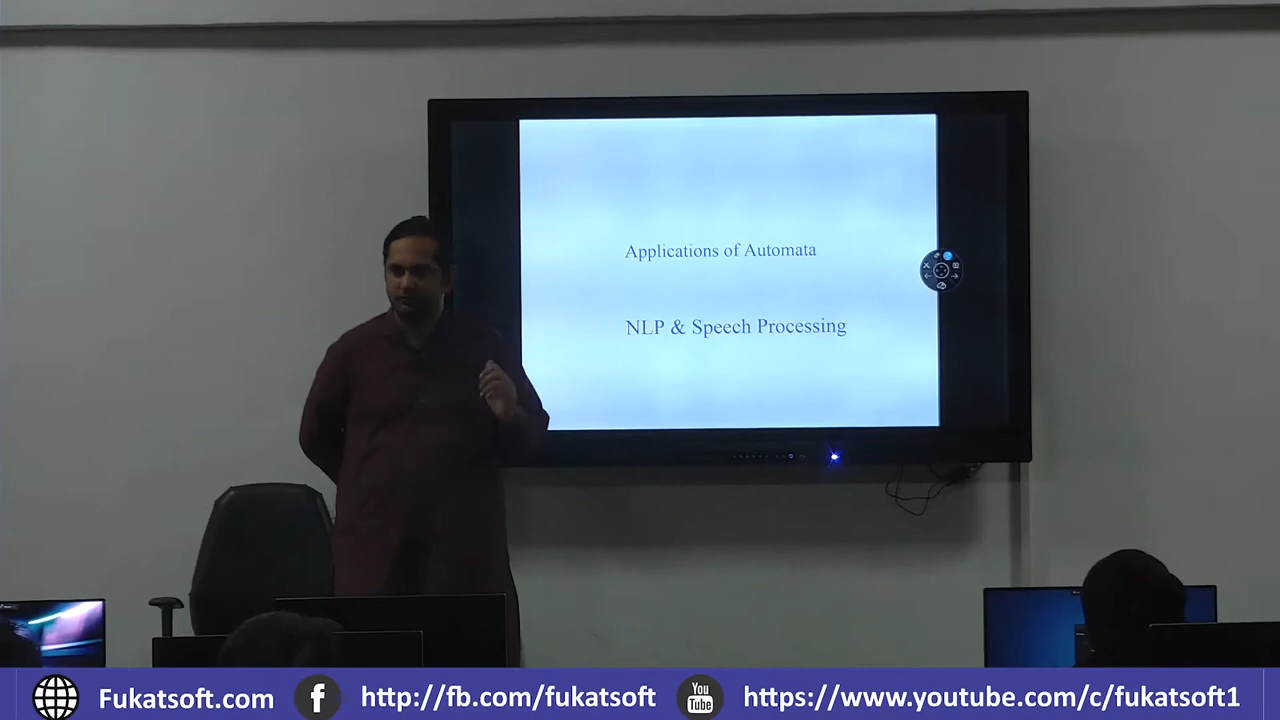 Applications of Automata
NLP & Speech Processing
Fukatsoft.com f http://fb.com/fukatsoft You Tube https://www.youtube.com/c/fukatsoft1